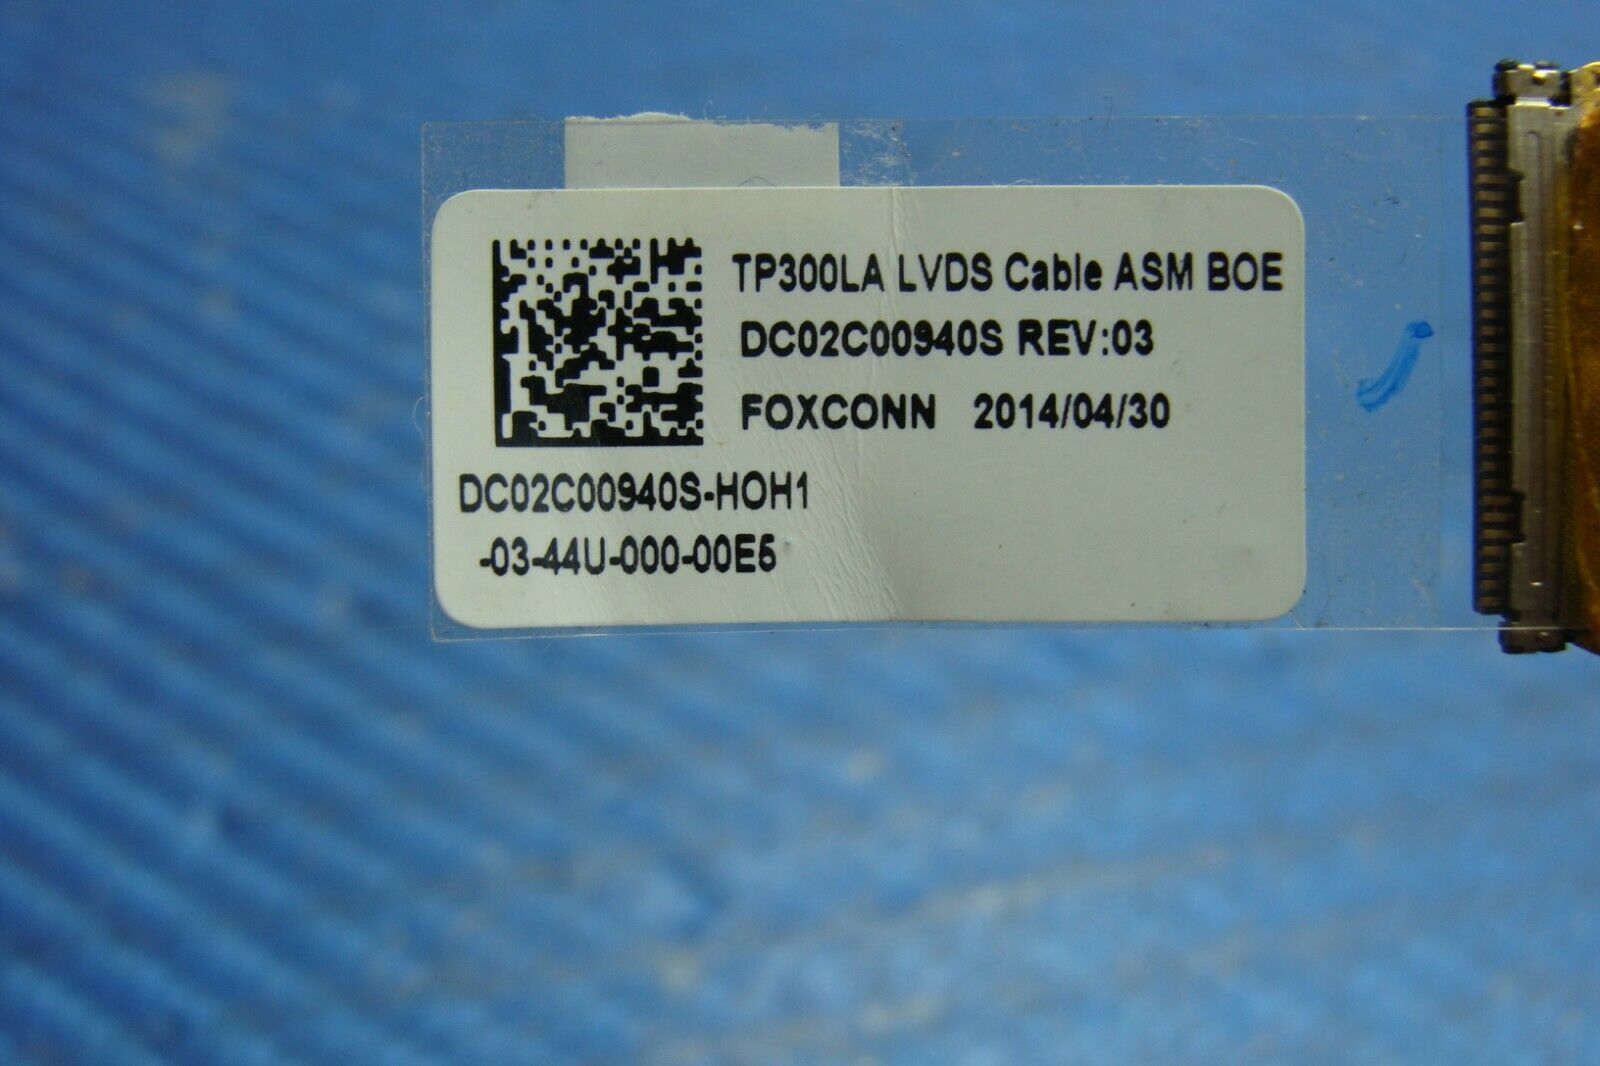 TP300LA LVDS Cable ASM BOE
DC02C00940S REV:03
FOXCONN 2014/04/30
DC02C00940S-HOH1
-03-44U-000-00E5